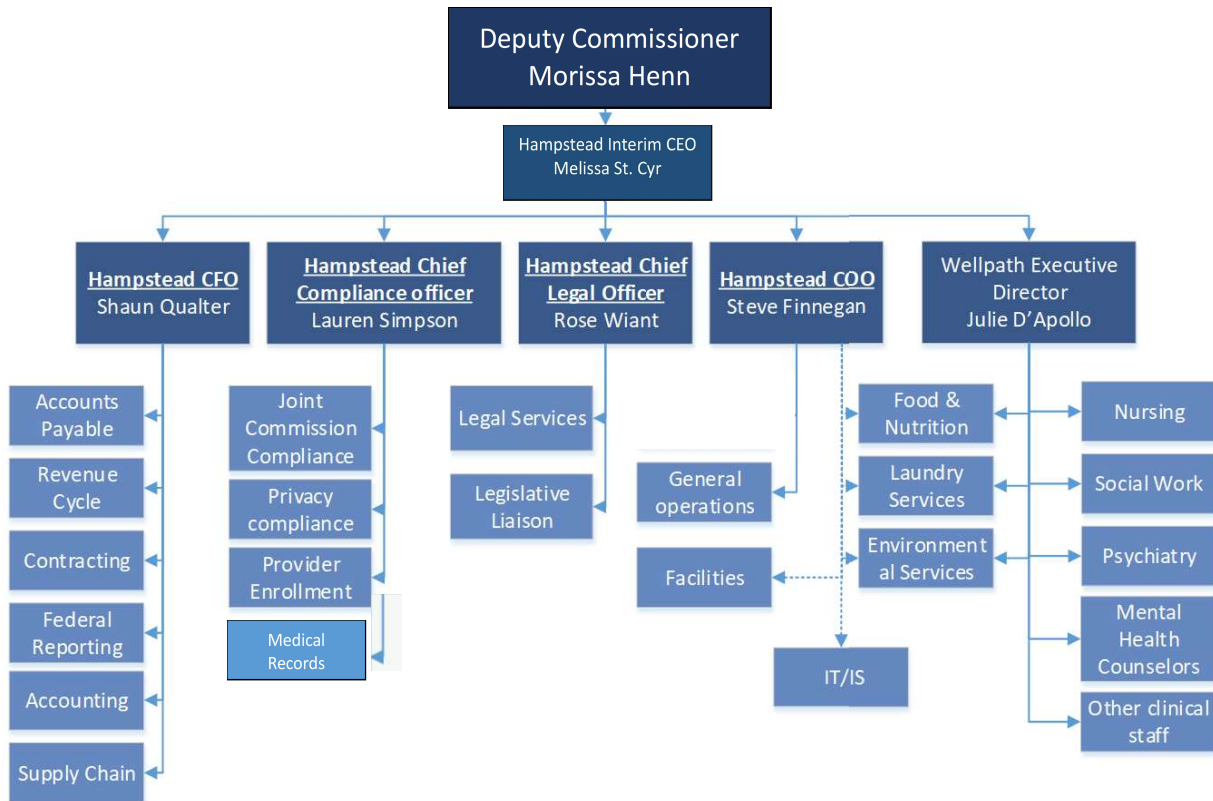 Deputy Commissioner
Morissa Henn
Hampstead Interim CEO
Melissa St. Cyr
Hampstead CFO
Shaun Qualter
Hampstead Chief
Compliance officer
Lauren Simpson
Hampstead Chief
Legal Officer
Rose Wiant
Hampstead COO
Steve Finnegan
Wellpath Executive
Director
Julie D’Apollo
Accounts
Payable
Revenue
Cycle
Contracting
Federal
Reporting
Accounting
Supply Chain
Joint
Commission
Compliance
Privacy
compliance
Provider
Enrollment
Medical
Records
Legal Services
Legislative
Liaison
General
operations
Facilities
IT/IS
Food &
Nutrition
Laundry
Services
Environment
al Services
Nursing
Social Work
Psychiatry
Mental
Health
Counselors
Other clinical
staff